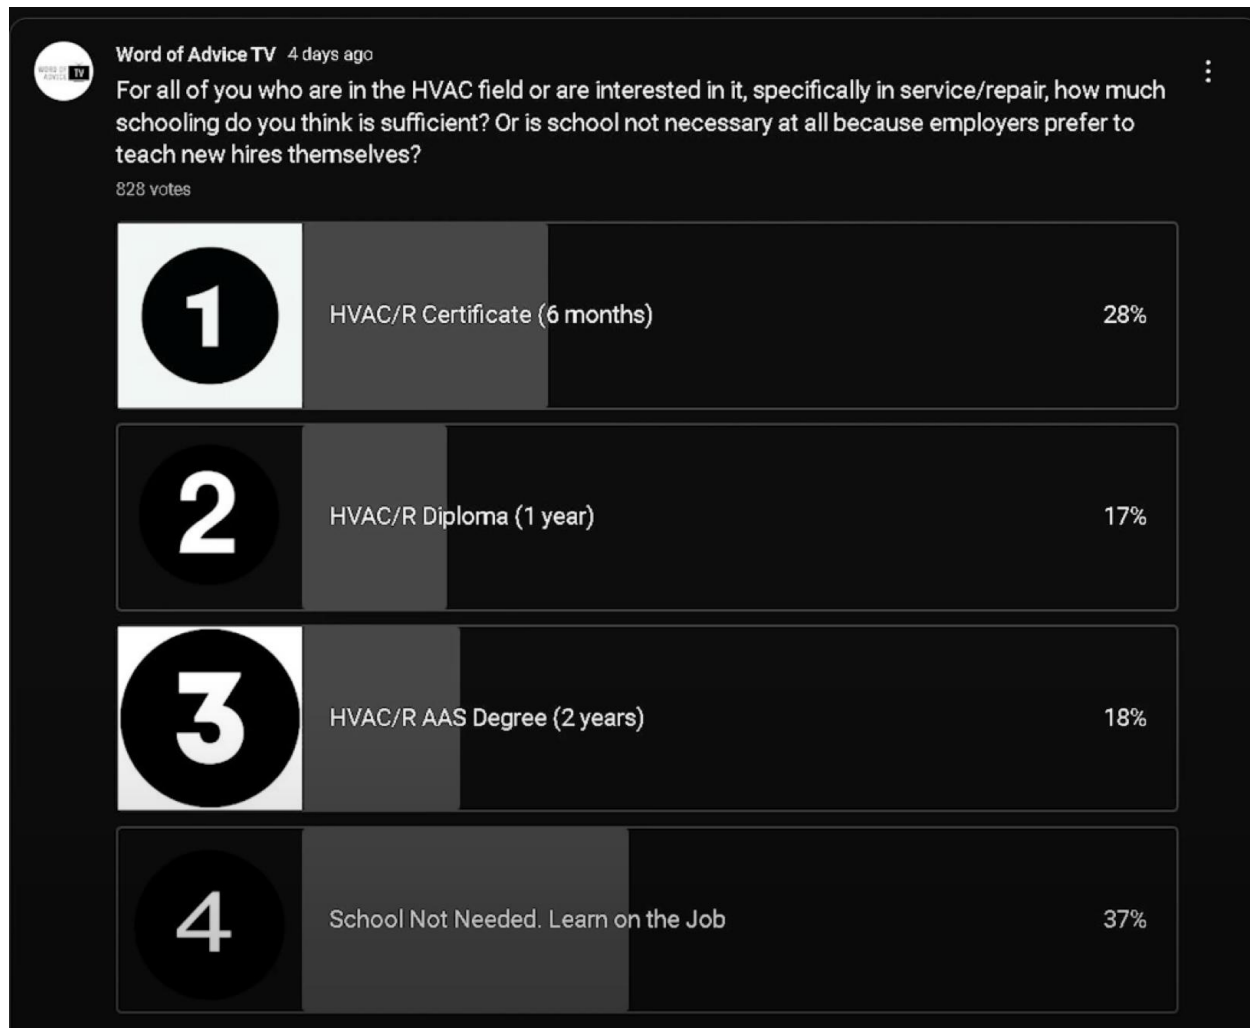 Word of Advice TV 4 days ago
WORD OF
ADVICE TV
For all of you who are in the HVAC field or are interested in it, specifically in service/repair, how much
schooling do you think is sufficient? Or is school not necessary at all because employers prefer to
teach new hires themselves?
828 votes
1 HVAC/R Certificate (6 months) 28%
2 HVAC/R Diploma (1 year) 17%
3 HVAC/R AAS Degree (2 years) 18%
4 School Not Needed. Learn on the Job 37%